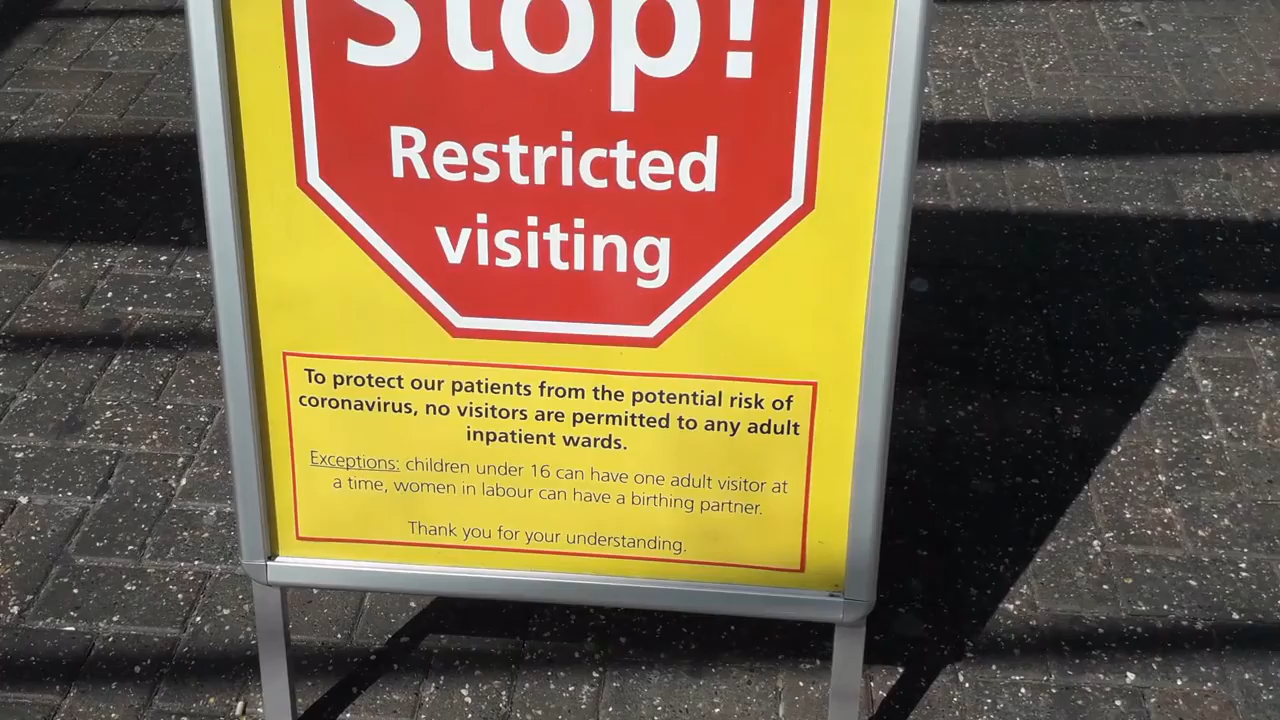 Stop!
Restricted
visiting
To protect our patients from the potential risk of
coronavirus, no visitors are permitted to any adult
inpatient wards.
Exceptions: children under 16 can have one adult visitor at
a time, women in labour can have a birthing partner.
Thank you for your understanding.